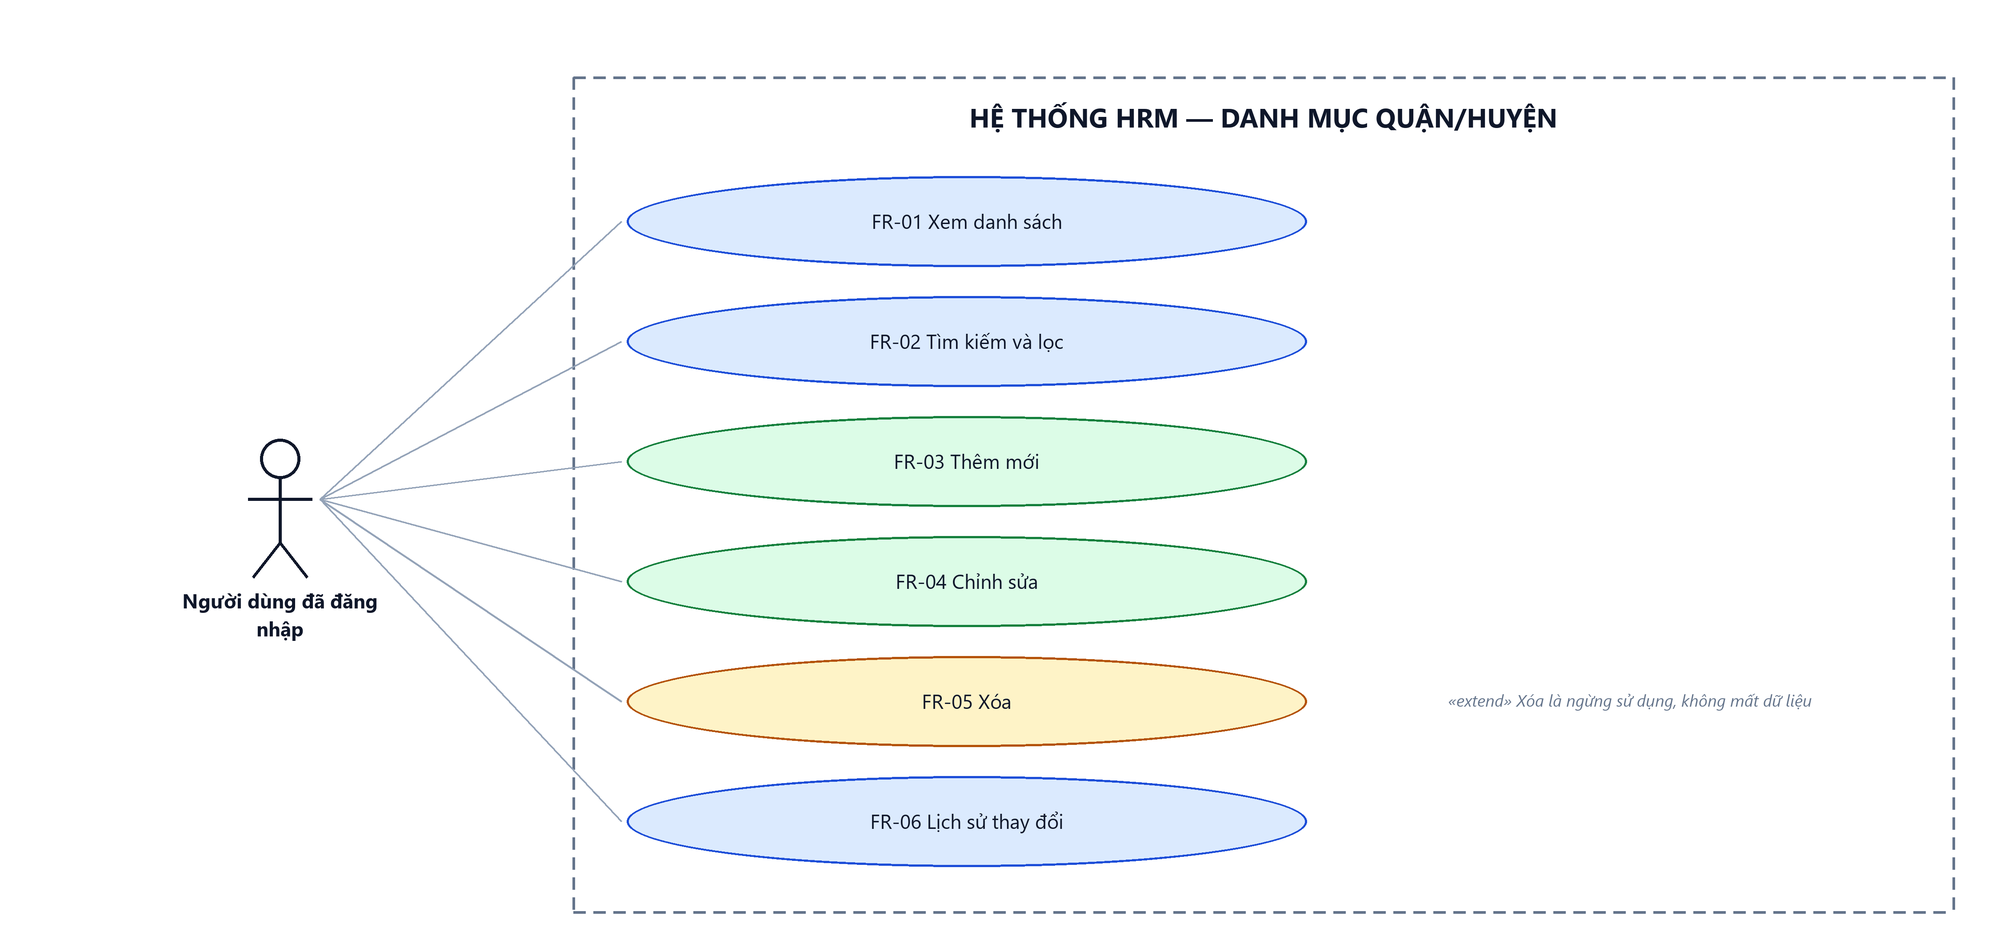 HỆ THỐNG HRM — DANH MỤC QUẬN/HUYỆN
FR-01 Xem danh sách
FR-02 Tìm kiếm và lọc
FR-03 Thêm mới
FR-04 Chỉnh sửa
Người dùng đã đăng
nhập
FR-05 Xóa
«extend» Xóa là ngừng sử dụng, không mất dữ liệu
FR-06 Lịch sử thay đổi